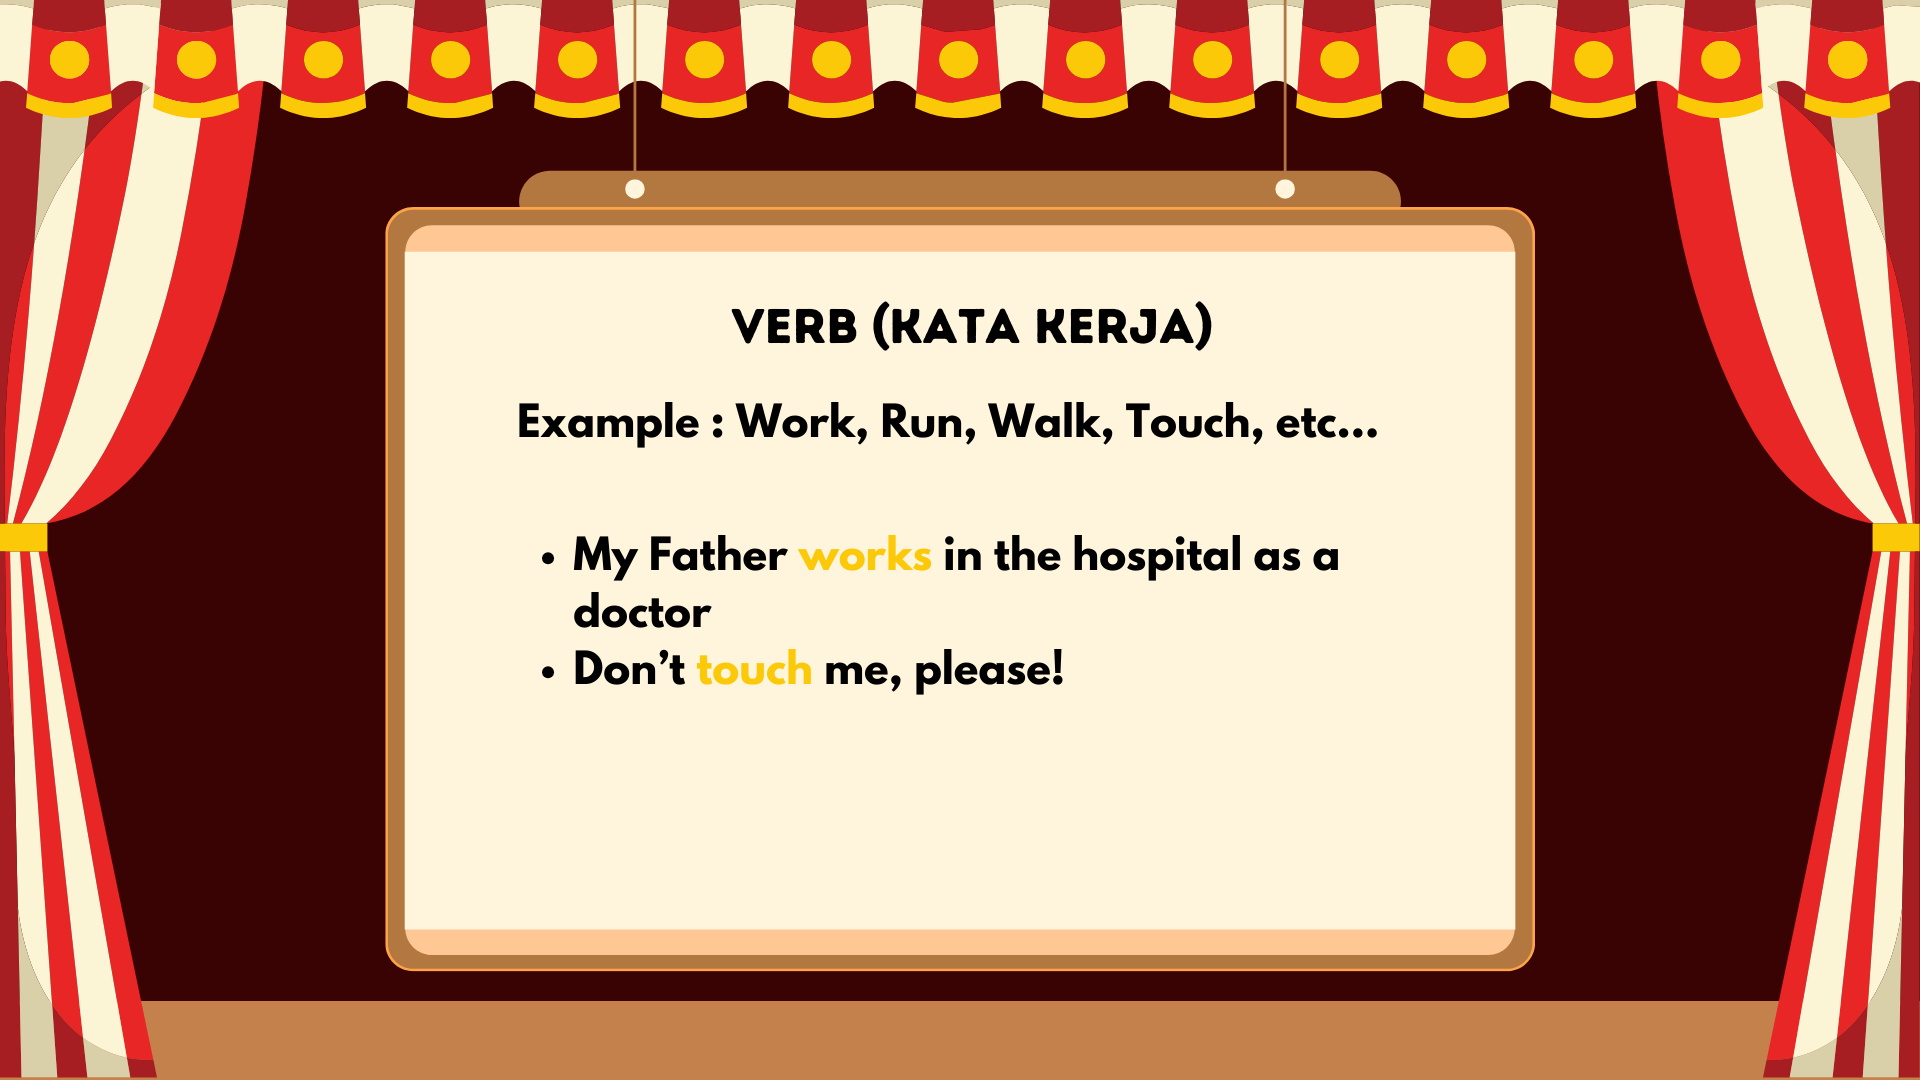 VERB (KATA KERJA)
Example : Work, Run, Walk, Touch, etc...
• My Father works in the hospital as a
doctor
• Don’t touch me, please!